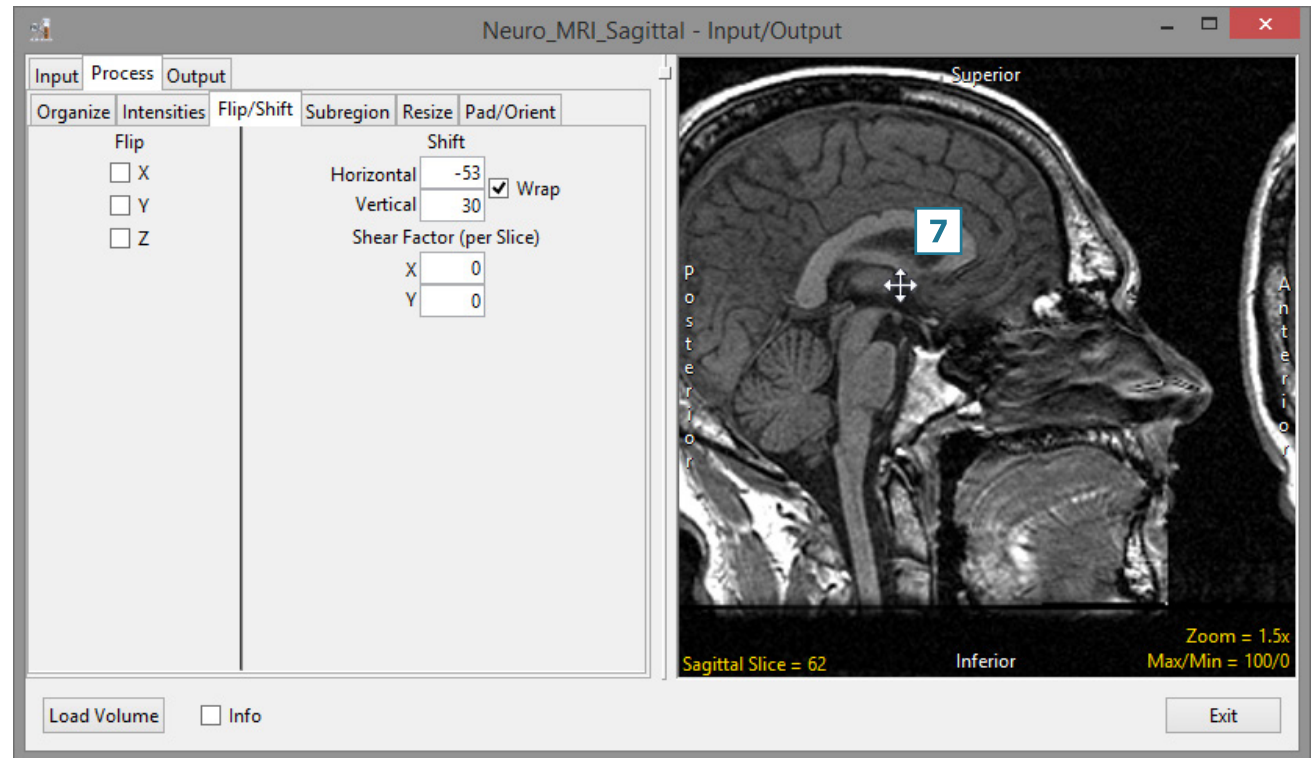 Neuro_MRI_Sagittal - Input/Output
Input Process Output
Organize Intensities Flip/Shift Subregion Resize Pad/Orient
Flip
X
Y
Z
Shift
Horizontal -53
Vertical 30
Wrap
Shear Factor (per Slice)
X 0
Y 0
Superior
7
Posterior
Anterior
Sagittal Slice = 62
Inferior
Zoom = 1.5x
Max/Min = 100/0
Load Volume
Info
Exit